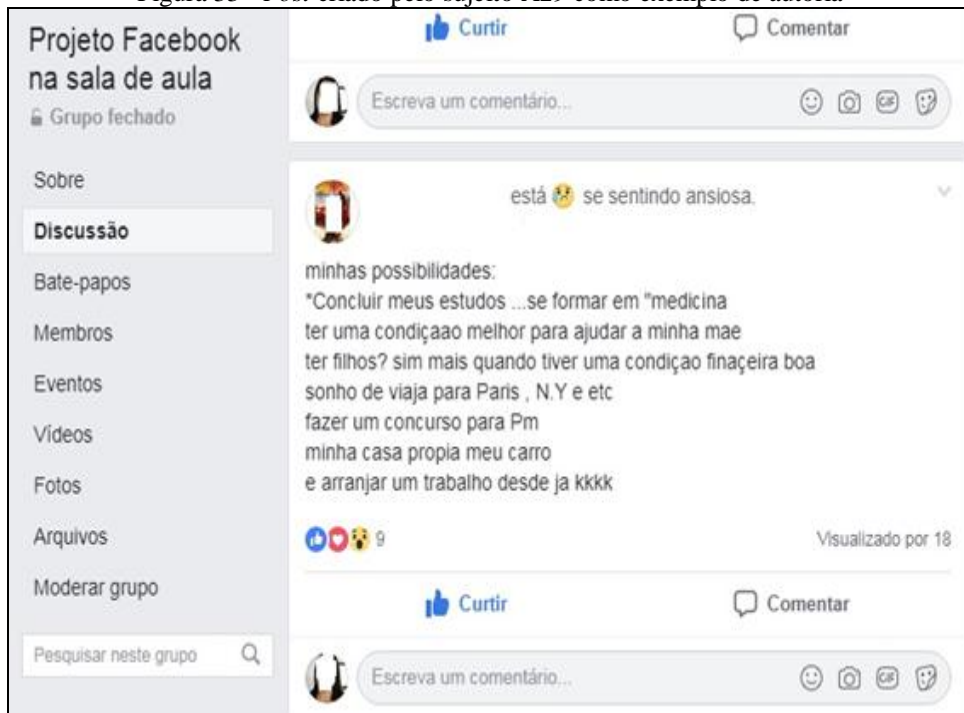 Projeto Facebook
na sala de aula
Grupo fechado
Sobre
Discussão
Bate-papos
Membros
Eventos
Vídeos
Fotos
Arquivos
Moderar grupo
Pesquisar neste grupo
Curtir Comentar
Escreva um comentário...
GIF
está se sentindo ansiosa.
minhas possibilidades:
*Concluir meus estudos ...se formar em "medicina
ter uma condiçaao melhor para ajudar a minha mae
ter filhos? sim mais quando tiver uma condiçao finaçeira boa
sonho de viaja para Paris , N.Y e etc
fazer um concurso para Pm
minha casa propia meu carro
e arranjar um trabalho desde ja kkkk
9 Visualizado por 18
Curtir Comentar
Escreva um comentário...
GIF